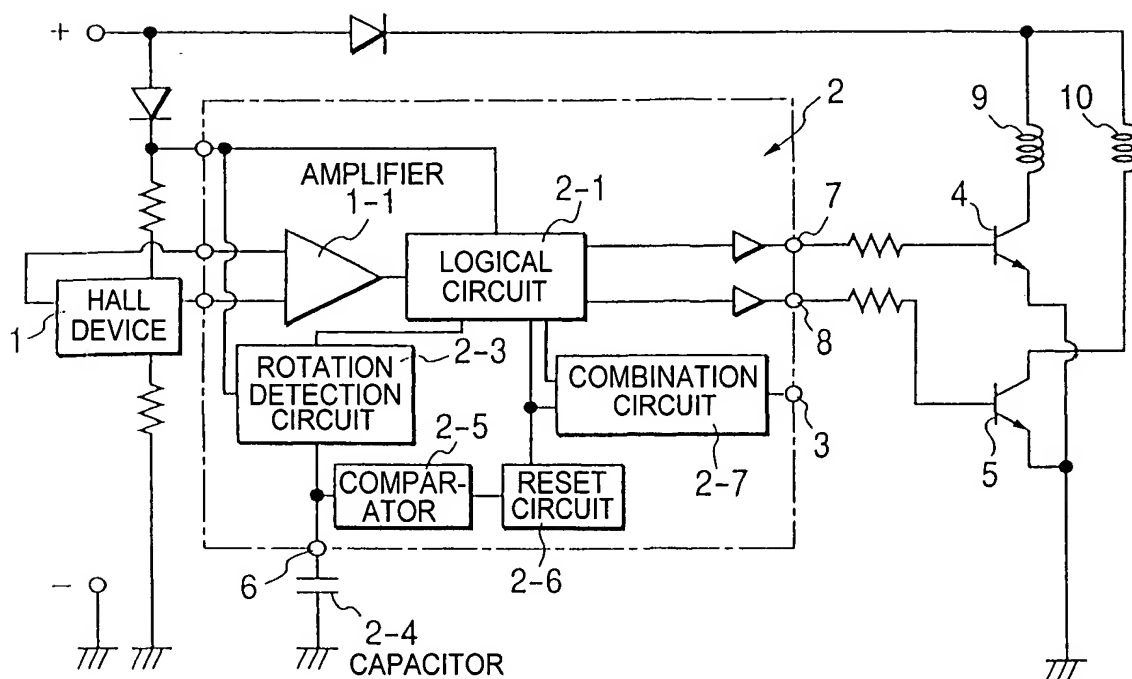 +
9
10
2
AMPLIFIER
1-1
2-1
7
4
LOGICAL
CIRCUIT
HALL
DEVICE
1
8
2-3
ROTATION
DETECTION
CIRCUIT
COMBINATION
CIRCUIT
3
5
2-5
2-7
COMPAR-
ATOR
RESET
CIRCUIT
-
6
2-6
2-4
CAPACITOR